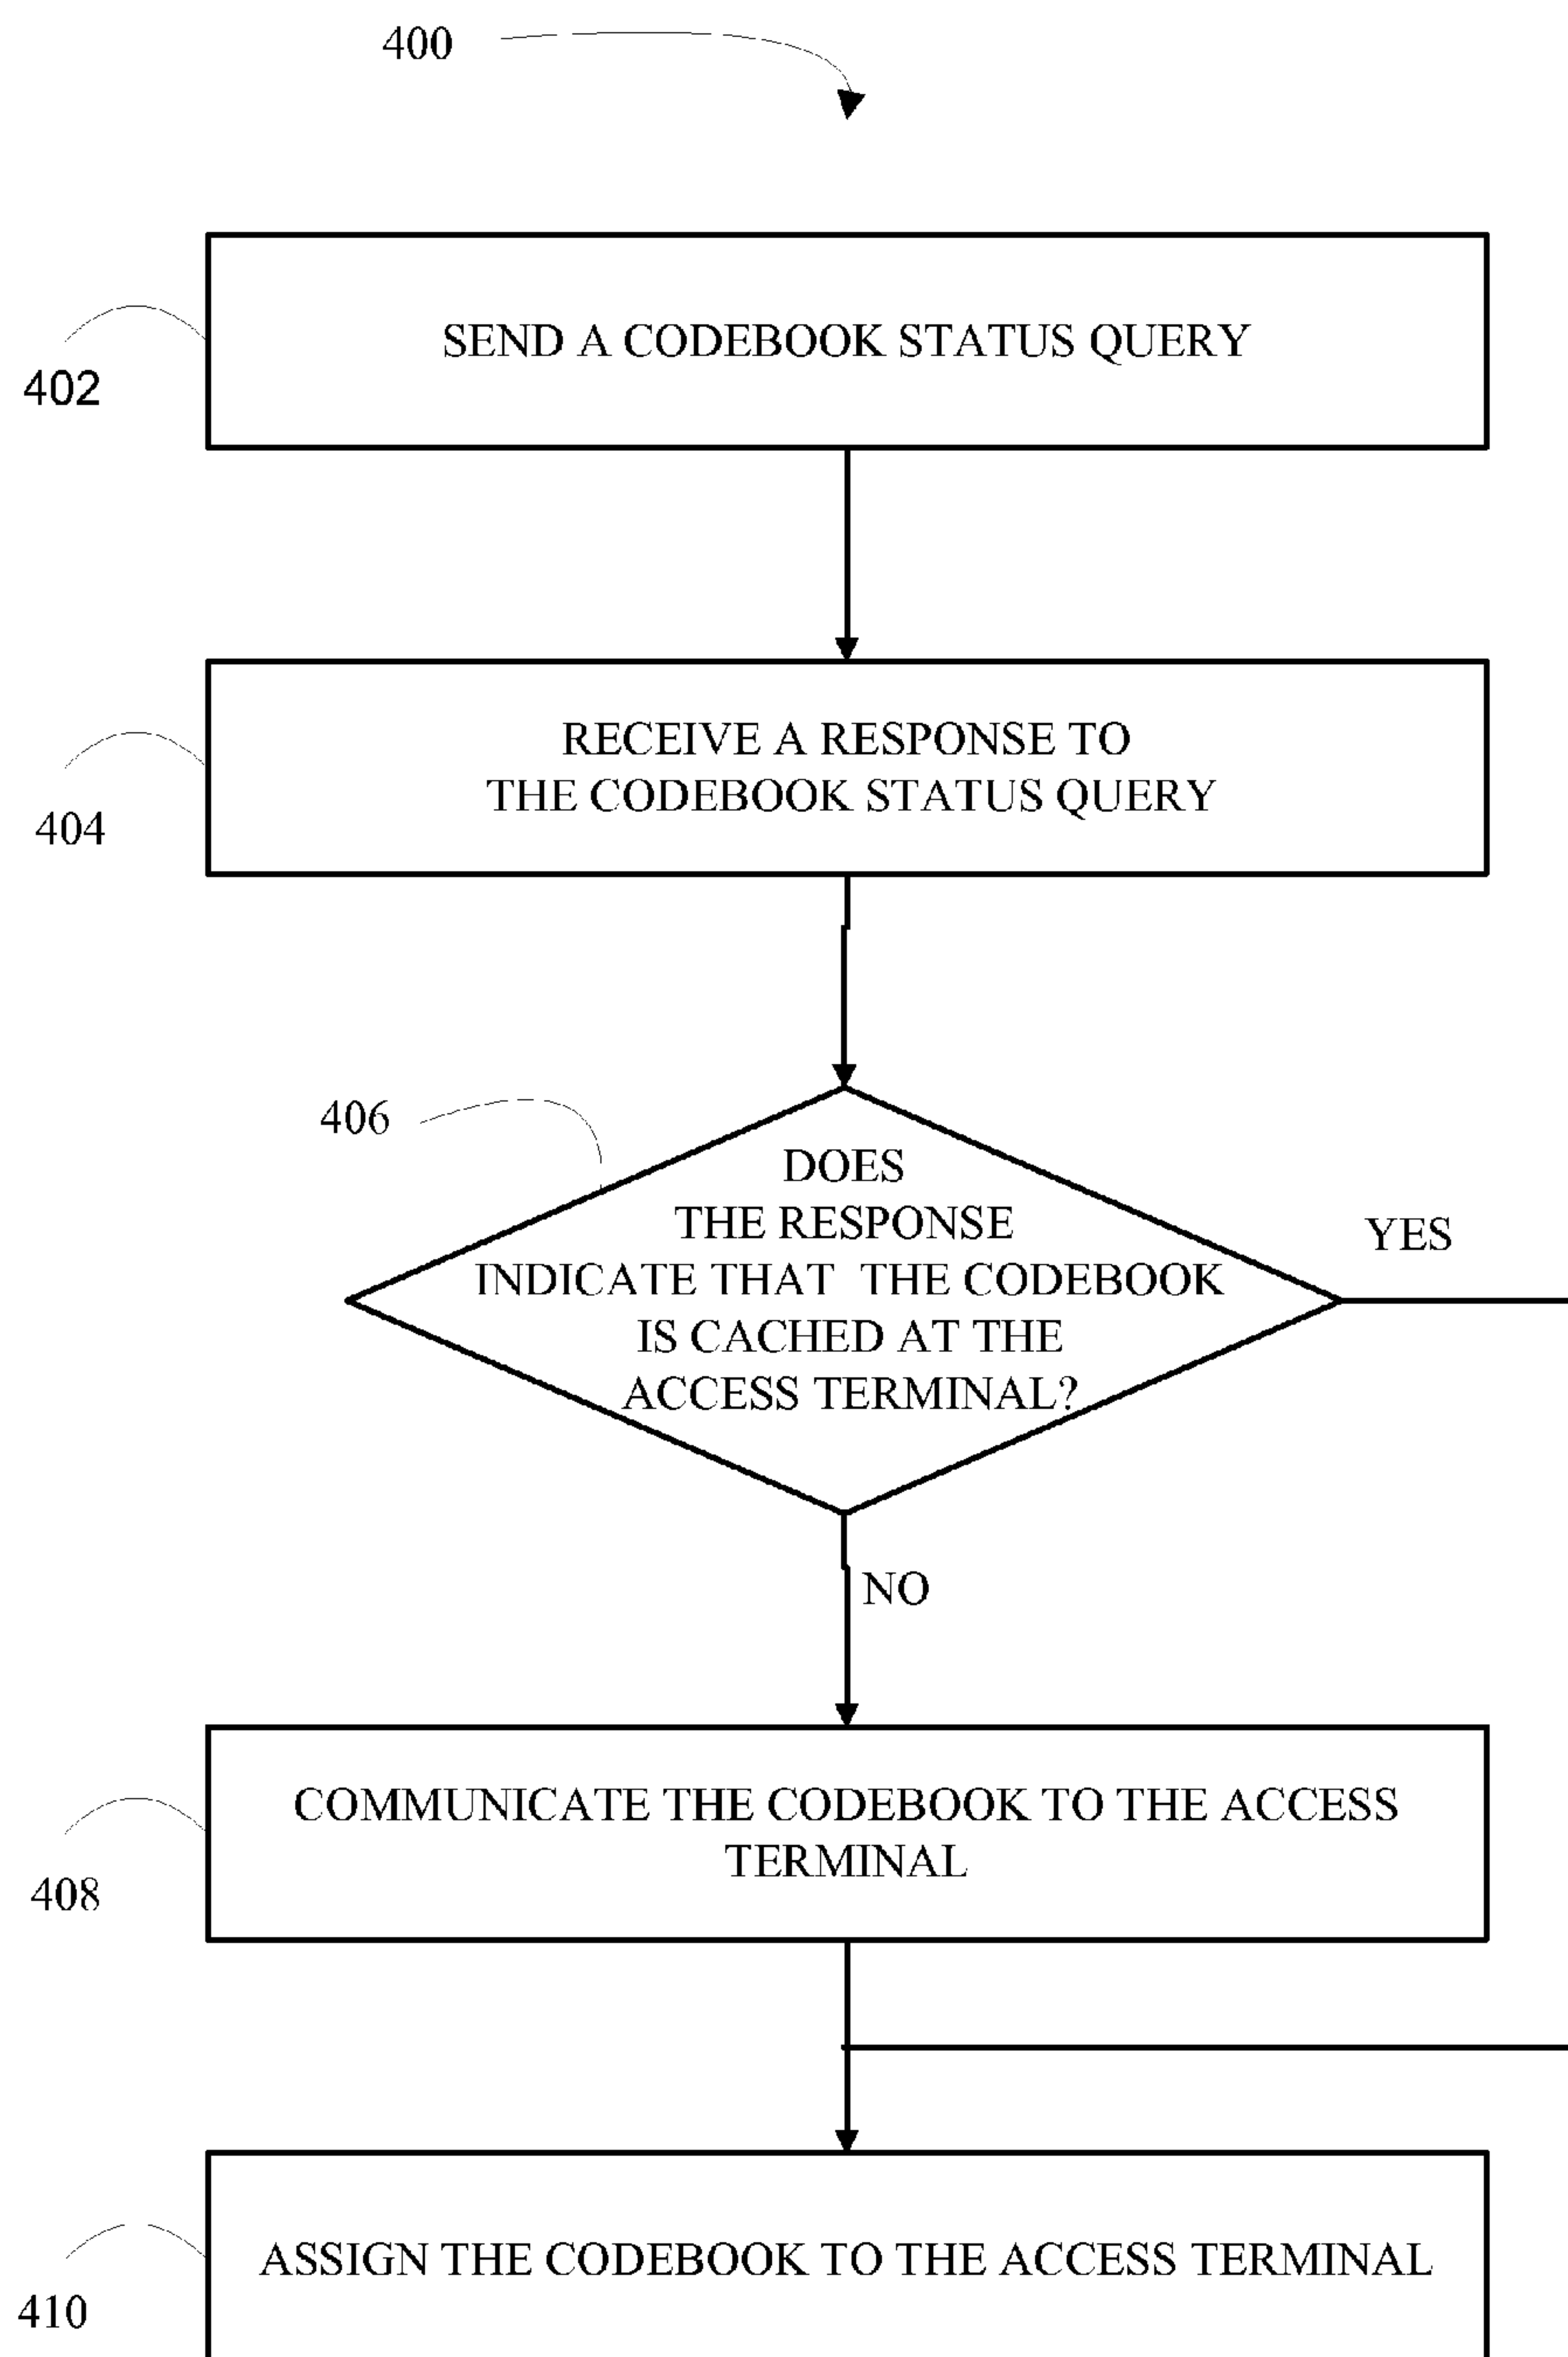 400
SEND A CODEBOOK STATUS QUERY
402
RECEIVE A RESPONSE TO
THE CODEBOOK STATUS QUERY
404
406
DOES
THE RESPONSE
INDICATE THAT THE CODEBOOK
IS CACHED AT THE
ACCESS TERMINAL?
YES
NO
COMMUNICATE THE CODEBOOK TO THE ACCESS
TERMINAL
408
ASSIGN THE CODEBOOK TO THE ACCESS TERMINAL
410